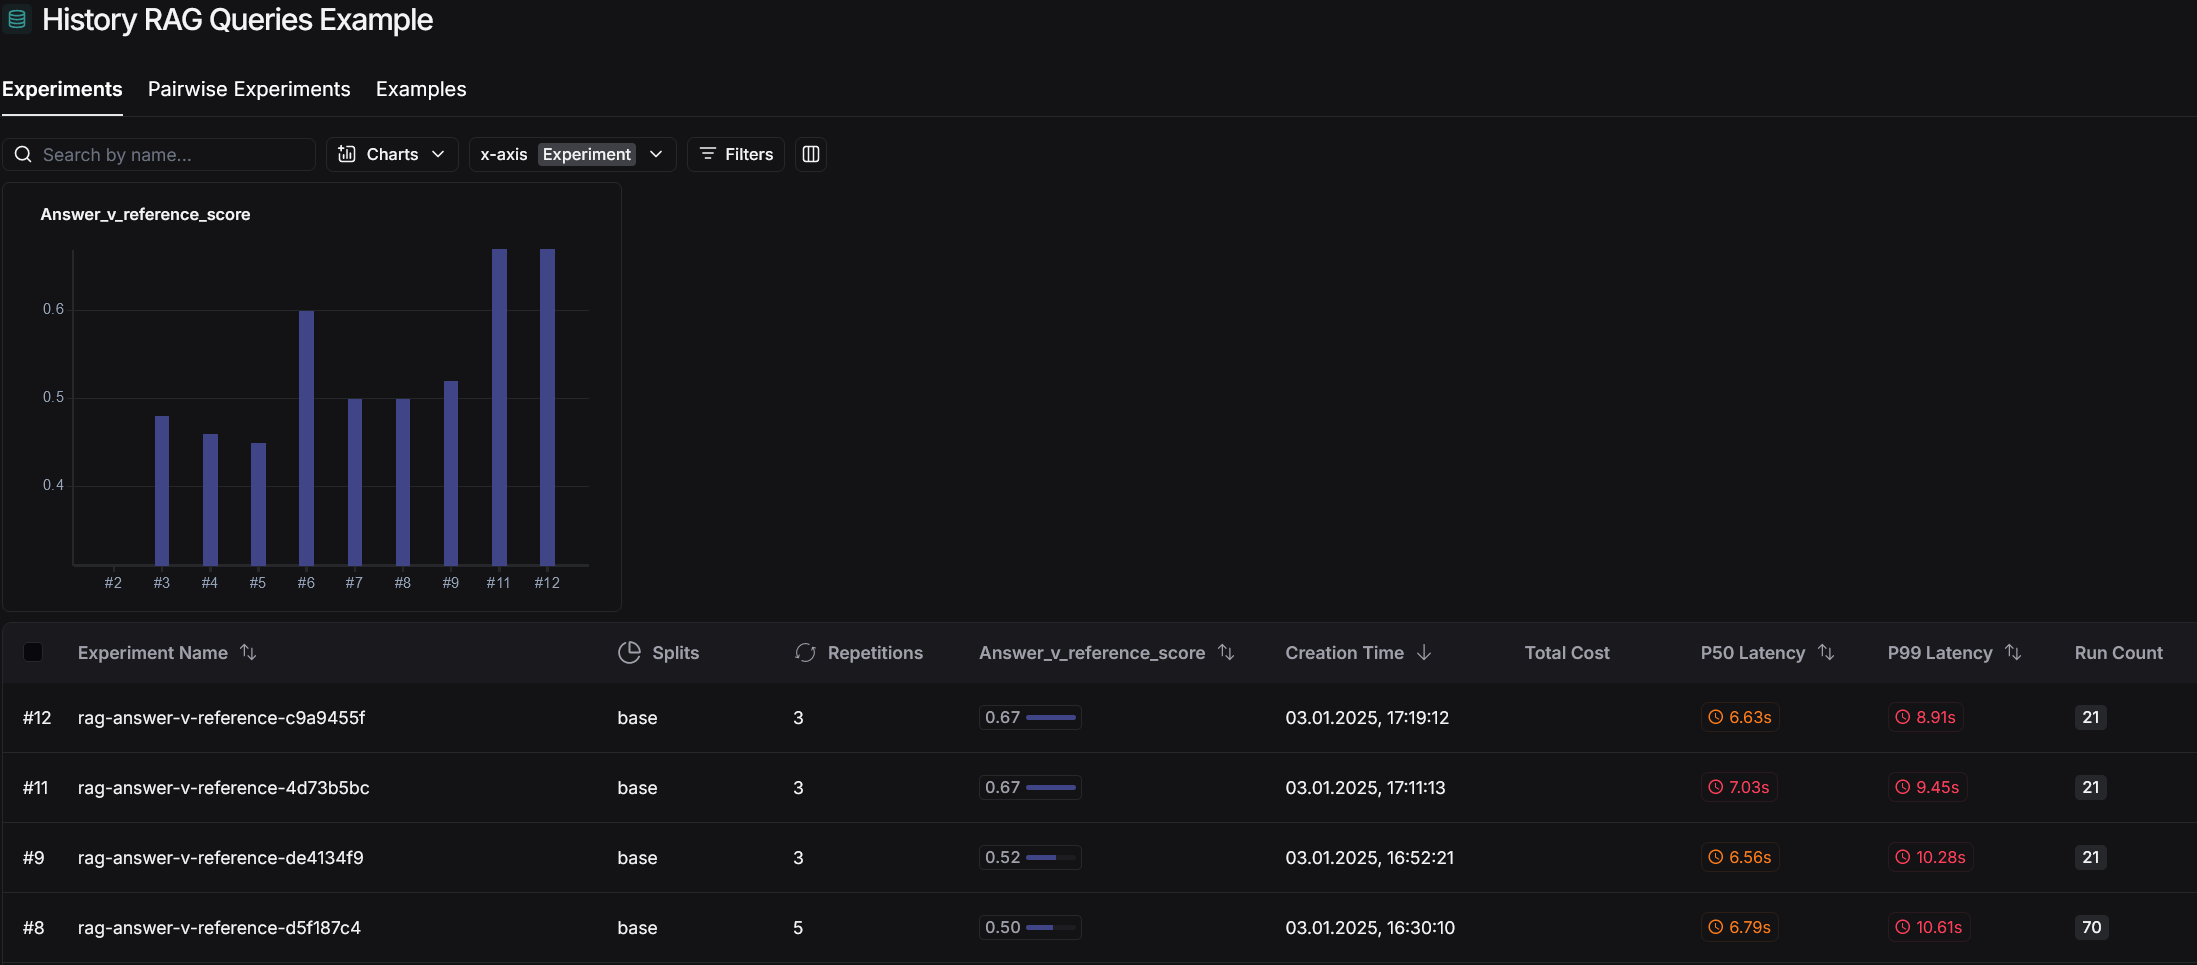 History RAG Queries Example
Experiments Pairwise Experiments Examples
Search by name...
Charts
x-axis Experiment
Filters
Answer_v_reference_score
0.6
0.5
0.4
#2 #3 #4 #5 #6 #7 #8 #9 #11 #12
Experiment Name Splits Repetitions Answer_v_reference_score Creation Time Total Cost P50 Latency P99 Latency Run Count
#12 rag-answer-v-reference-c9a9455f base 3 0.67 03.01.2025, 17:19:12 6.63s 8.91s 21
#11 rag-answer-v-reference-4d73b5bc base 3 0.67 03.01.2025, 17:11:13 7.03s 9.45s 21
#9 rag-answer-v-reference-de4134f9 base 3 0.52 03.01.2025, 16:52:21 6.56s 10.28s 21
#8 rag-answer-v-reference-d5f187c4 base 5 0.50 03.01.2025, 16:30:10 6.79s 10.61s 70